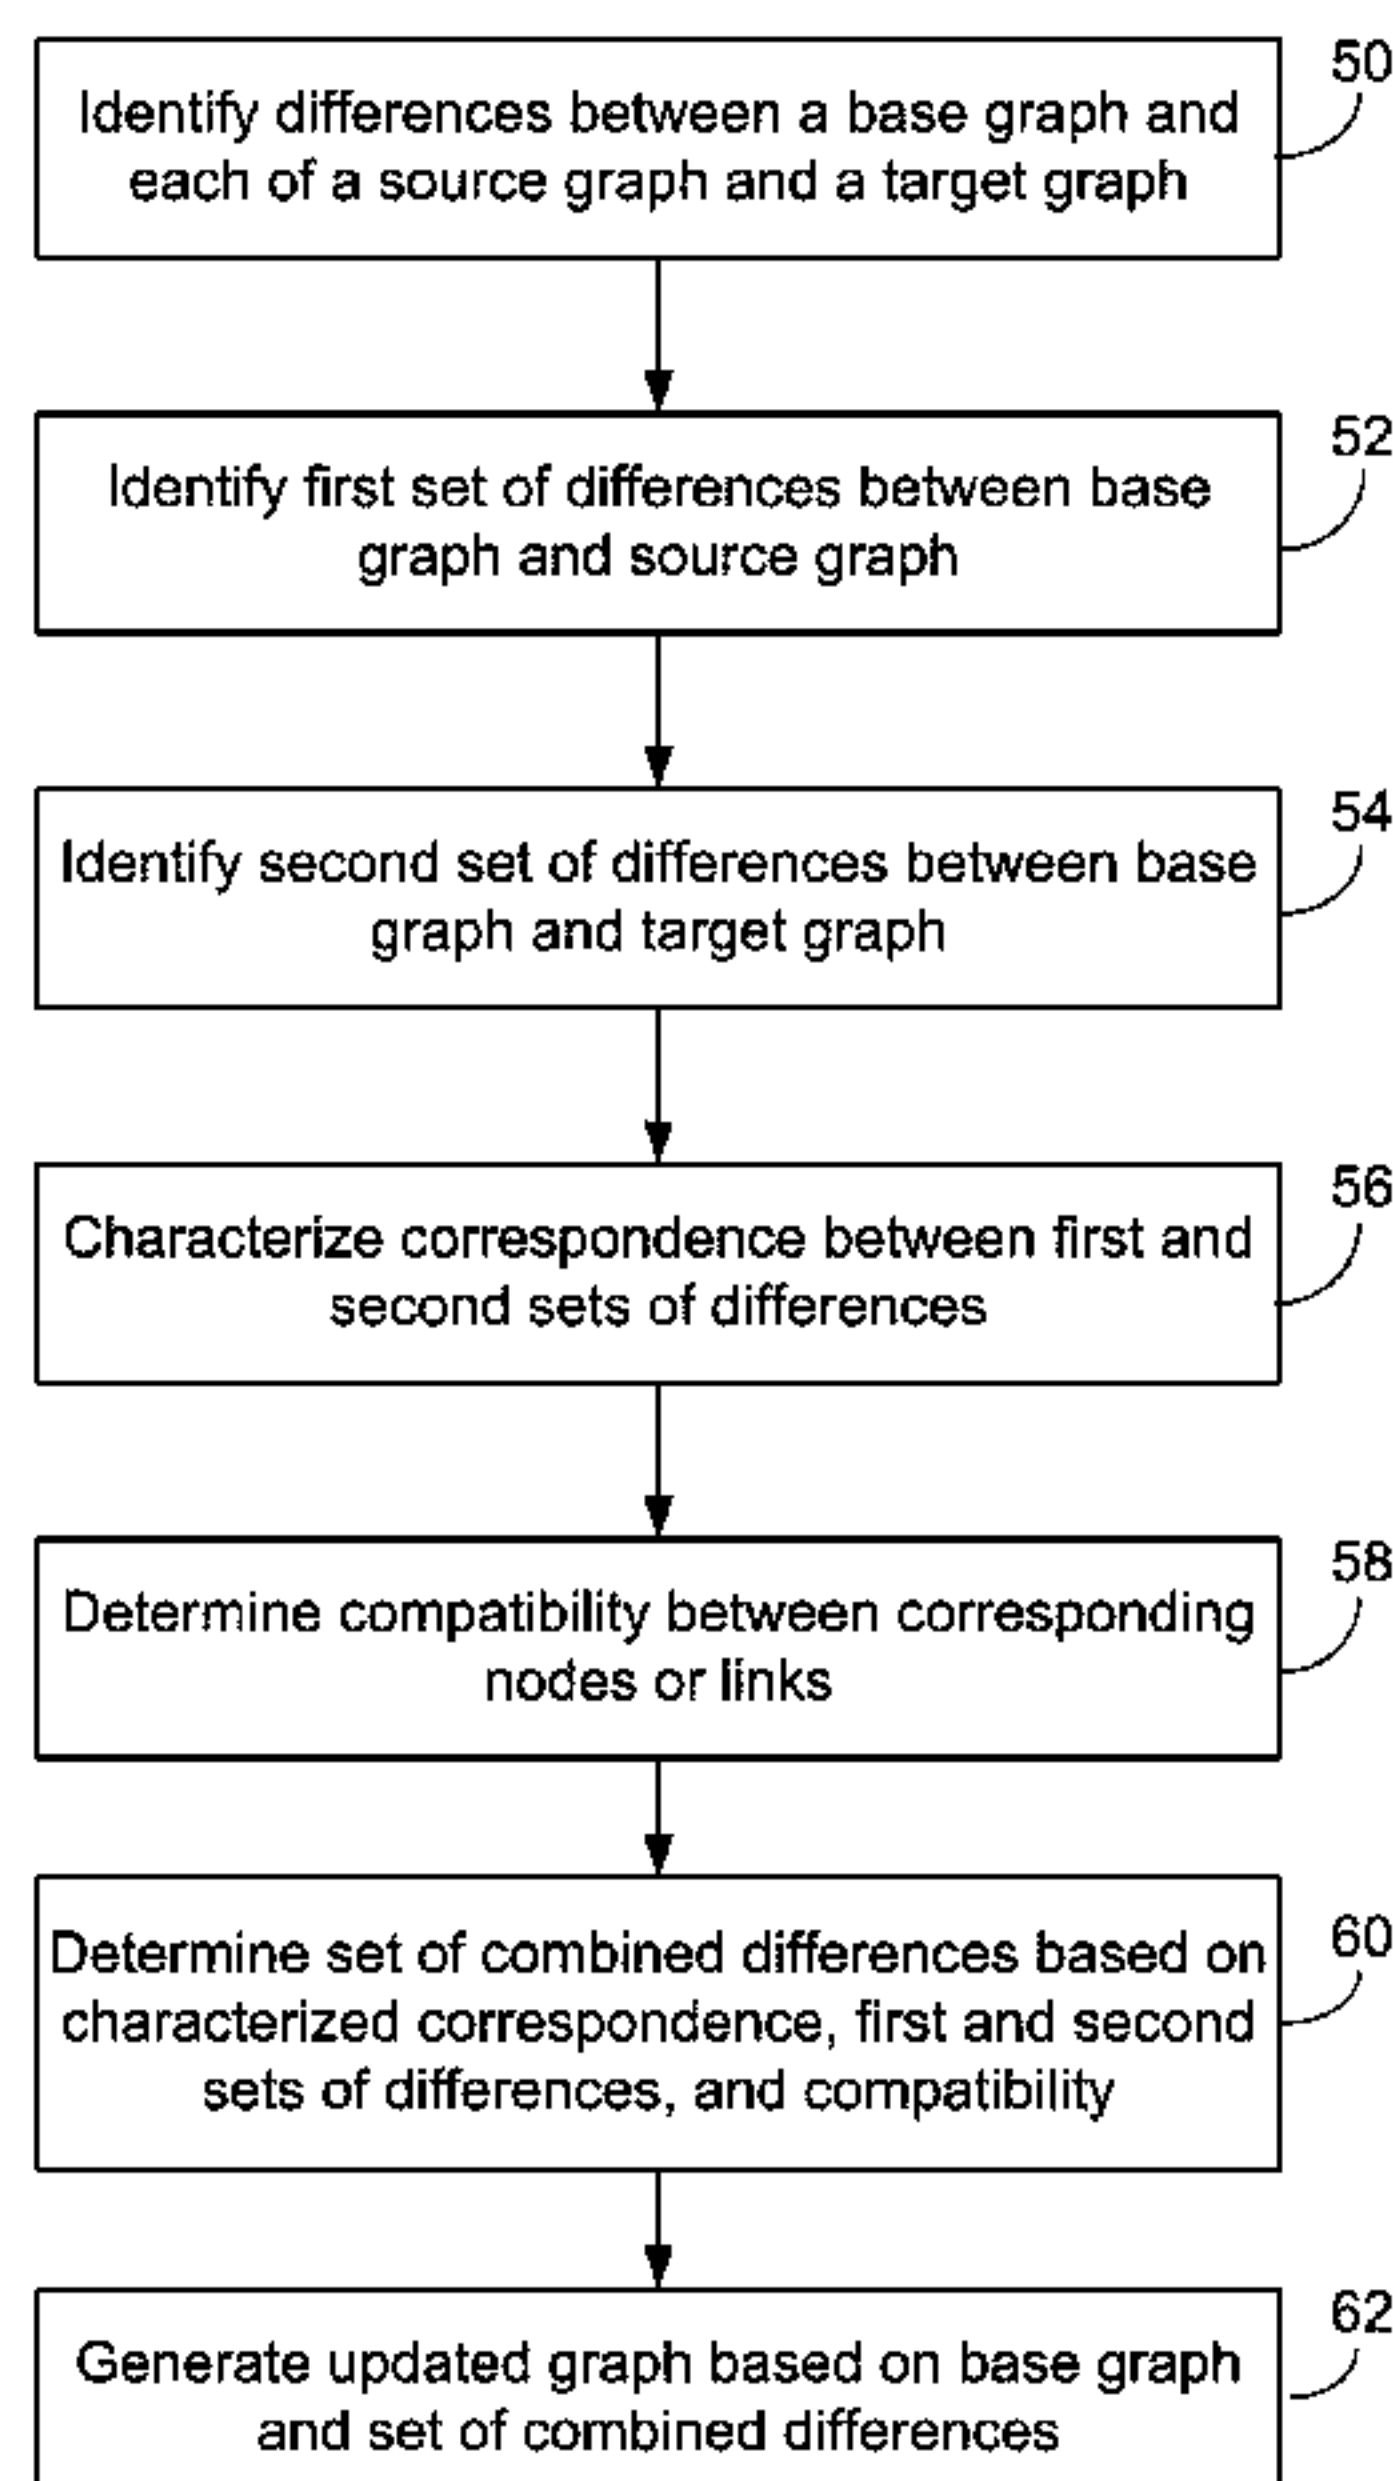 50
Identify differences between a base graph and
each of a source graph and a target graph
52
Identify first set of differences between base
graph and source graph
54
Identify second set of differences between base
graph and target graph
56
Characterize correspondence between first and
second sets of differences
58
Determine compatibility between corresponding
nodes or links
60
Determine set of combined differences based on
characterized correspondence, first and second
sets of differences, and compatibility
62
Generate updated graph based on base graph
and set of combined differences